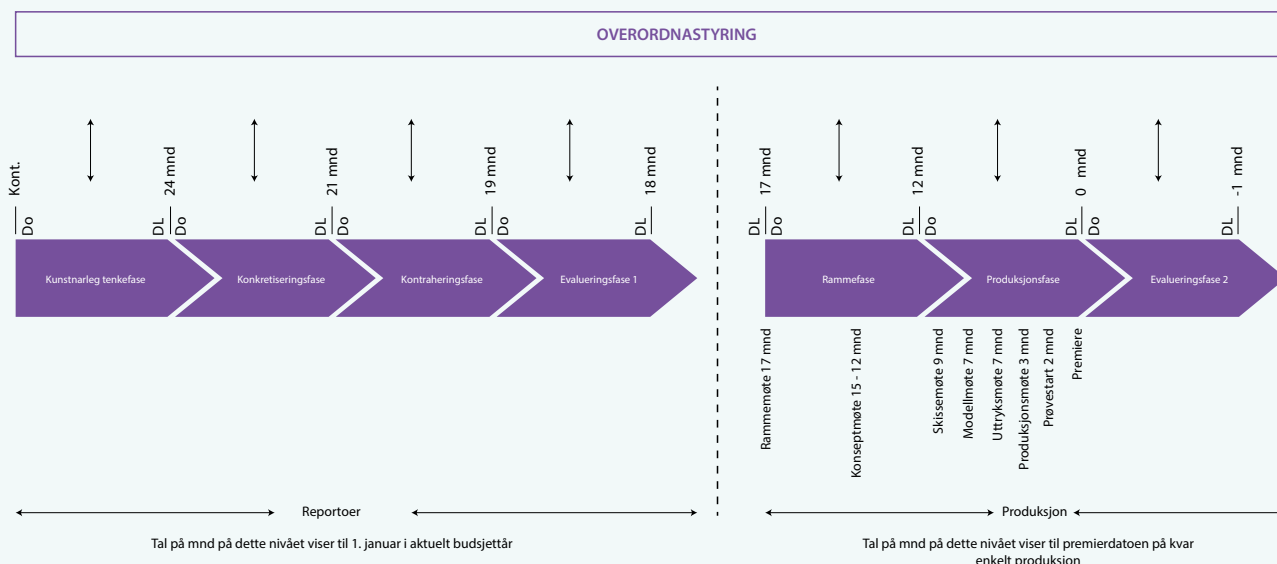 OVERORDNASTYRING
Kont.
Do
24 mnd
DL
Do
21 mnd
DL
Do
19 mnd
DL
Do
18 mnd
DL
17 mnd
DL
Do
12 mnd
DL
Do
0 mnd
DL
Do
-1 mnd
DL
Kunstnarleg tenkefase
Konkretiseringsfase
Kontraheringsfase
Evalueringsfase 1
Rammefase
Produksjonsfase
Evalueringsfase 2
Rammemøte 17 mnd
Konseptmøte 15 - 12 mnd
Skissemøte 9 mnd
Modellmøte 7 mnd
Uttryksmøte 7 mnd
Produksjonsmøte 3 mnd
Prøvestart 2 mnd
Premiere
Reportoer
Produksjon
Tal på mnd på dette nivået viser til 1. januar i aktuelt budsjettår
Tal på mnd på dette nivået viser til premierdatoen på kvar
enkelt produksjon